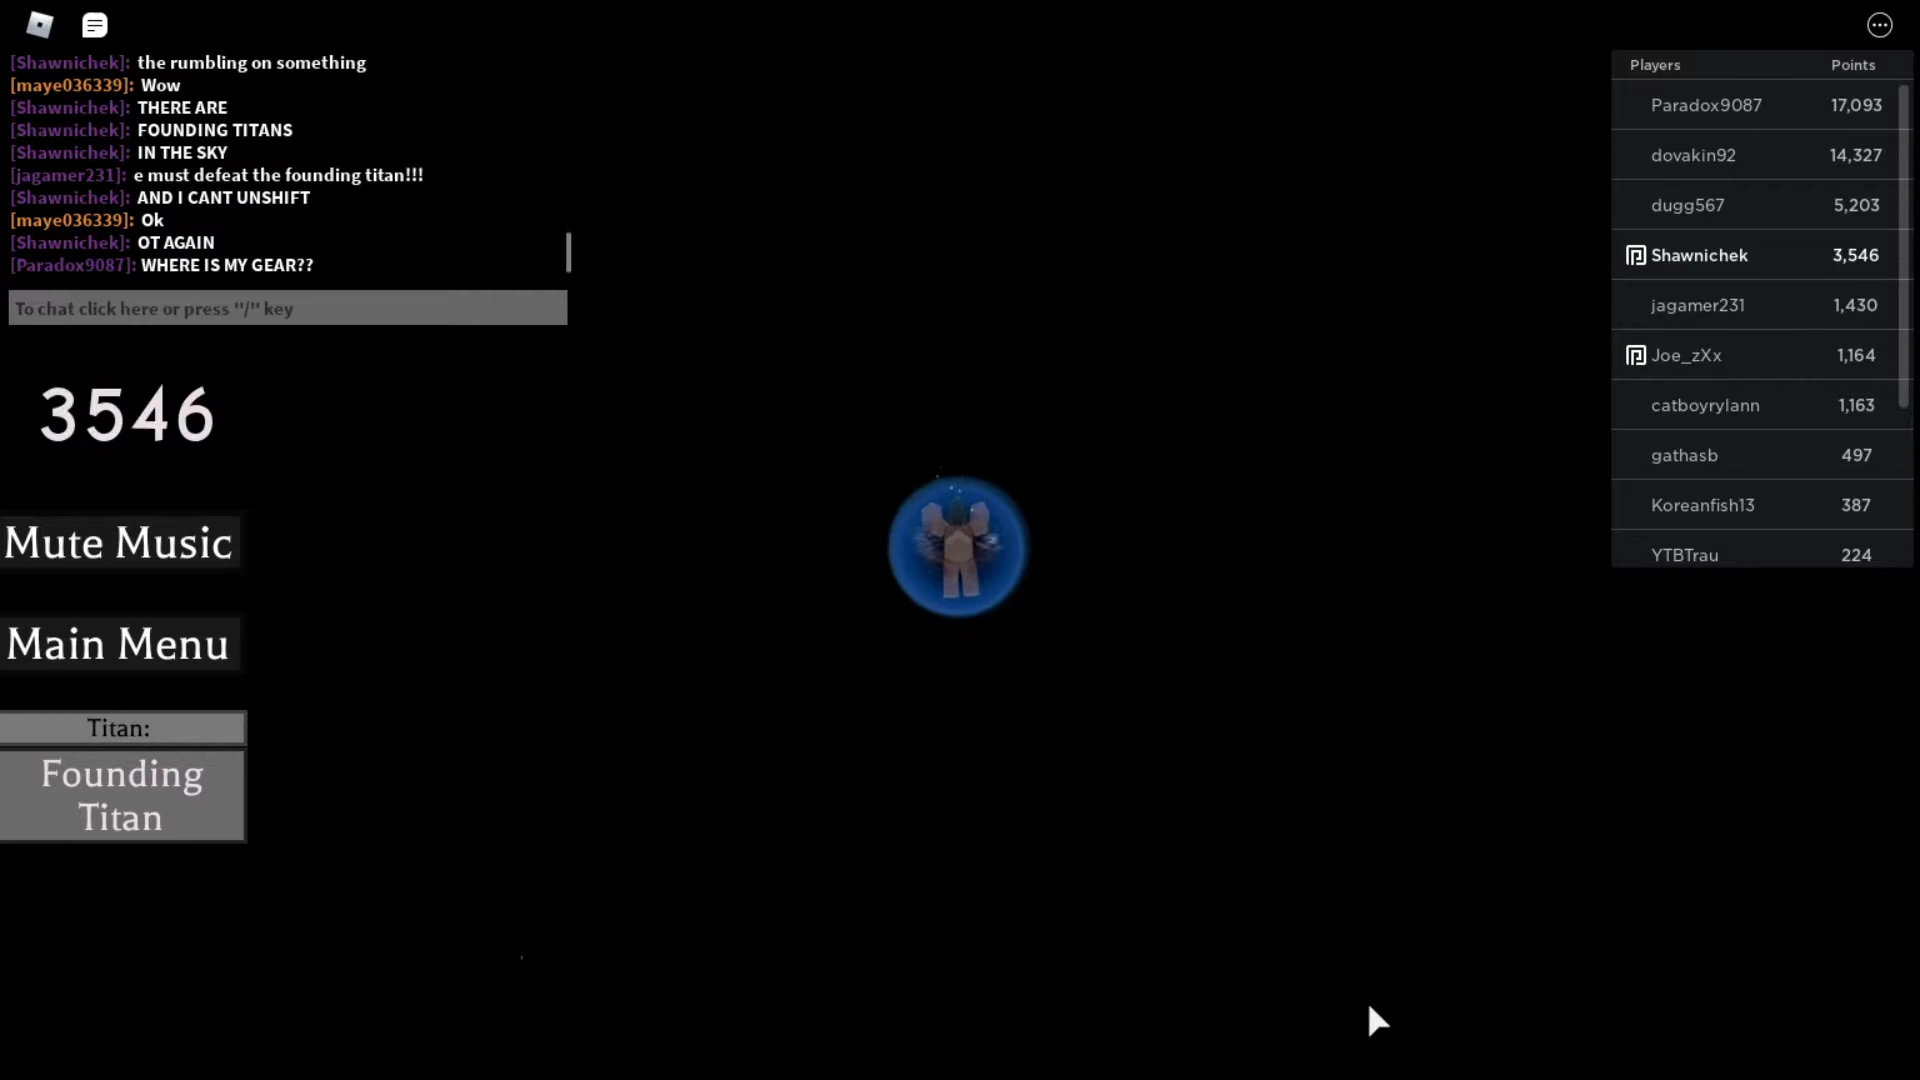 [Shawnichek]: the rumbling on something
[maye036339]: Wow
[Shawnichek]: THERE ARE
[Shawnichek]: FOUNDING TITANS
[Shawnichek]: IN THE SKY
[jagamer231]: e must defeat the founding titan!!!
[Shawnichek]: AND I CANT UNSHIFT
[maye036339]: Ok
[Shawnichek]: OT AGAIN
[Paradox9087]: WHERE IS MY GEAR??
To chat click here or press "/" key
3546
Mute Music
Main Menu
Titan:
Founding
Titan
Players Points
Paradox9087 17,093
dovakin92 14,327
dugg567 5,203
Shawnichek 3,546
jagamer231 1,430
Joe_zXx 1,164
catboyrylann 1,163
gathasb 497
Koreanfish13 387
YTBTrau 224